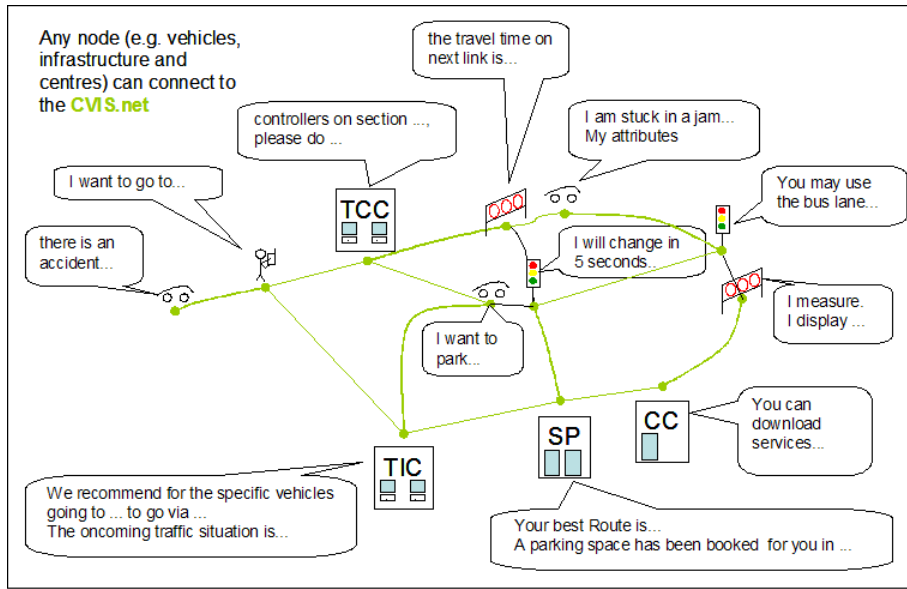 Any node (e.g. vehicles,
infrastructure and
centres) can connect to
the CVIS.net
the travel time on
next link is...
controllers on section ...,
please do ...
I am stuck in a jam...
My attributes
I want to go to...
You may use
the bus lane...
TCC
there is an
accident...
I will change in
5 seconds..
I measure.
I display ...
I want to
park...
You can
download
services...
CC
SP
TIC
We recommend for the specific vehicles
going to ... to go via ...
The oncoming traffic situation is...
Your best Route is...
A parking space has been booked for you in ...